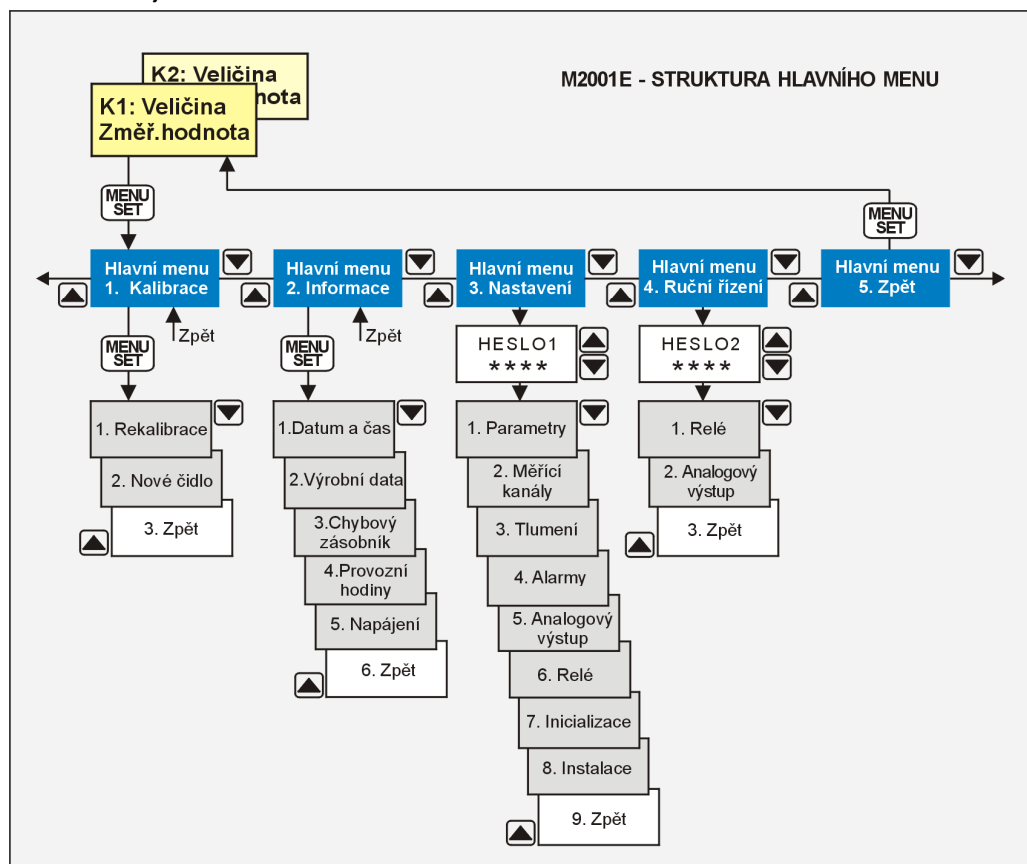 K2: Veličina
nota
K1: Veličina
Změř.hodnota
M2001E - STRUKTURA HLAVNÍHO MENU
MENU
SET
MENU
SET
Hlavní menu
1. Kalibrace
Hlavní menu
2. Informace
Hlavní menu
3. Nastavení
Hlavní menu
4. Ruční řízení
Hlavní menu
5. Zpět
MENU
SET
Zpět
MENU
SET
Zpět
HESLO1
****
HESLO2
****
1. Rekalibrace
2. Nové čidlo
3. Zpět
1.Datum a čas
2.Výrobní data
3.Chybový
zásobník
4.Provozní
hodiny
5. Napájení
6. Zpět
1. Parametry
2. Měřící
kanály
3. Tlumení
4. Alarmy
5. Analogový
výstup
6. Relé
7. Inicializace
8. Instalace
9. Zpět
1. Relé
2. Analogový
výstup
3. Zpět